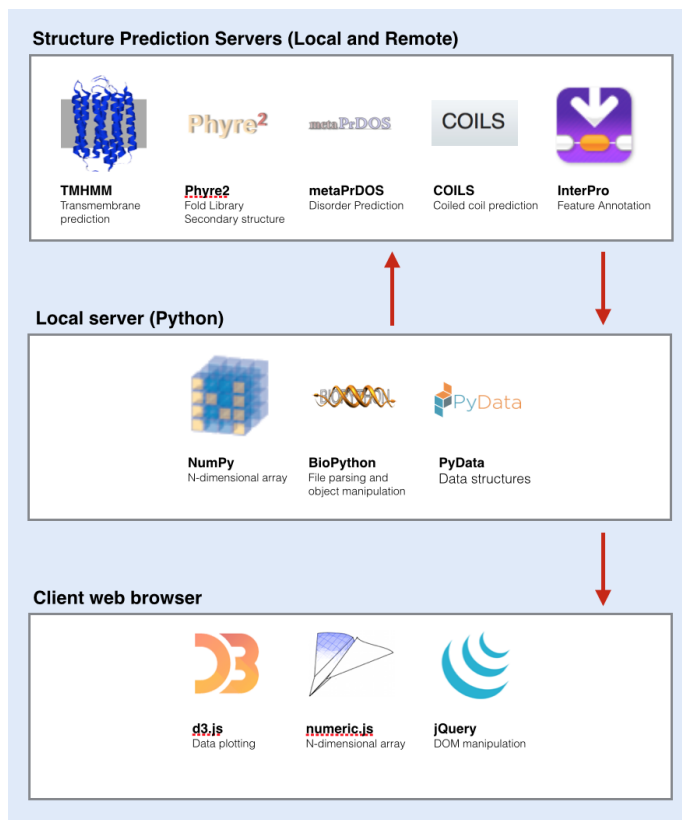 Structure Prediction Servers (Local and Remote)
Phyre2
metaPrDOS
COILS
TMHMM
Transmembrane
prediction
Phyre2
Fold Library
Secondary structure
metaPrDOS
Disorder Prediction
COILS
Coiled coil prediction
InterPro
Feature Annotation
Local server (Python)
BIOPYTHON
PyData
NumPy
N-dimensional array
BioPython
File parsing and
object manipulation
PyData
Data structures
Client web browser
D3
d3.js
Data plotting
numeric.js
N-dimensional array
jQuery
DOM manipulation